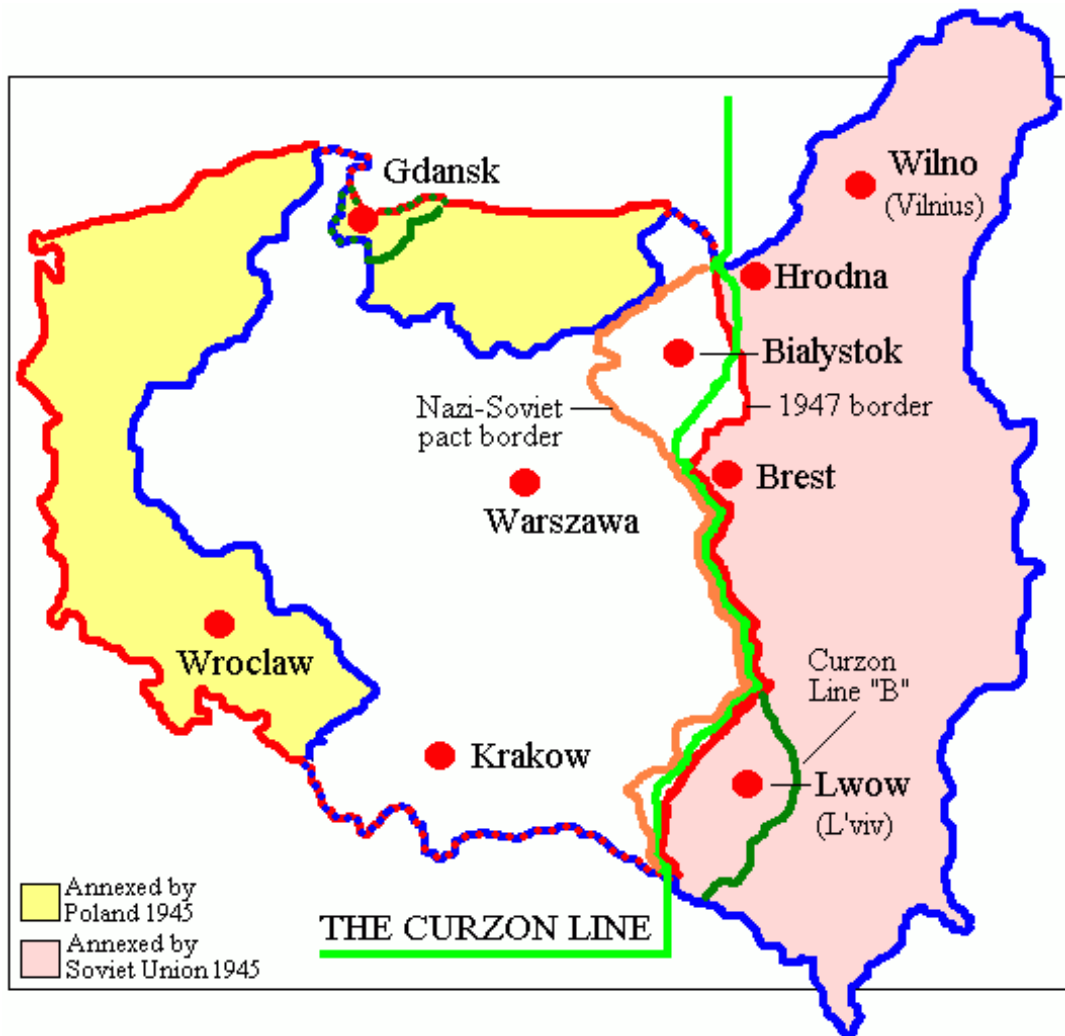 Gdansk
Wilno
(Vilnius)
Hrodna
Białystok
Nazi-Soviet
pact border
1947 border
Brest
Warszawa
Wroclaw
Curzon
Line "B"
Krakow
Lwow
(L'viv)
Annexed by
Poland 1945
THE CURZON LINE
Annexed by
Soviet Union 1945